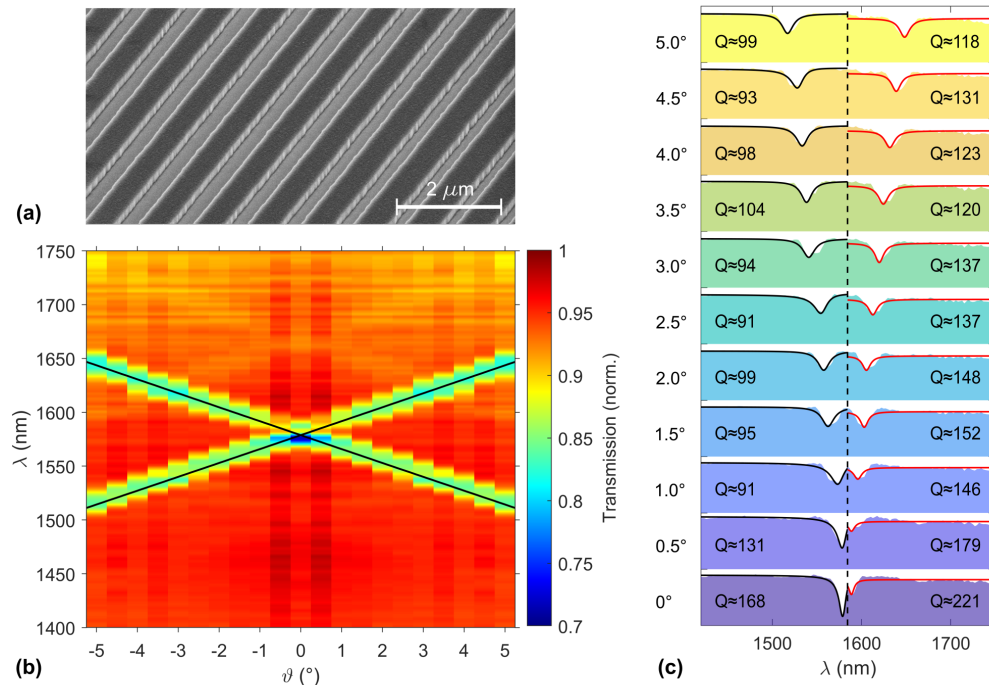 2 μm
(a)
1750
1700
1650
1600
1550
1500
1450
1400
λ (nm)
-5 -4 -3 -2 -1 0 1 2 3 4 5
ϑ (°)
(b)
1
0.95
0.9
0.85
0.8
0.75
0.7
Transmission (norm.)
5.0° Q≈99 Q≈118
4.5° Q≈93 Q≈131
4.0° Q≈98 Q≈123
3.5° Q≈104 Q≈120
3.0° Q≈94 Q≈137
2.5° Q≈91 Q≈137
2.0° Q≈99 Q≈148
1.5° Q≈95 Q≈152
1.0° Q≈91 Q≈146
0.5° Q≈131 Q≈179
0° Q≈168 Q≈221
1500 1600 1700
(c)
λ (nm)